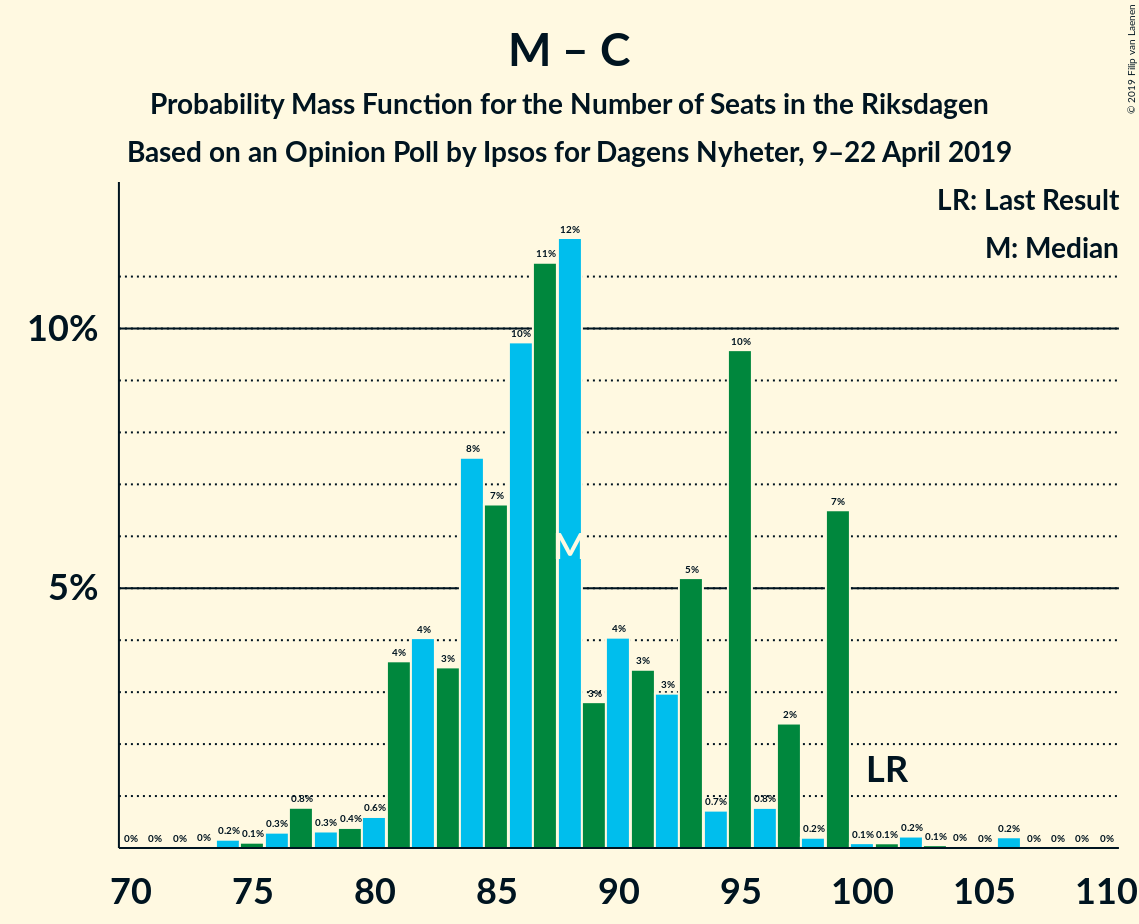 M – C
Probability Mass Function for the Number of Seats in the Riksdagen
Based on an Opinion Poll by Ipsos for Dagens Nyheter, 9–22 April 2019
© 2019 Filip van Laenen
LR: Last Result
M: Median
10%
5%
0% 0% 0% 0% 0.2% 0.1% 0.3% 0.8% 0.3% 0.4% 0.6% 4% 4% 3% 8% 7% 10% 11% 12% 3% 4% 3% 3% 5% 0.7% 10% 0.8% 2% 0.2% 7% 0.1% 0.1% 0.2% 0.1% 0% 0% 0.2% 0% 0% 0% 0%
M
LR
70 75 80 85 90 95 100 105 110